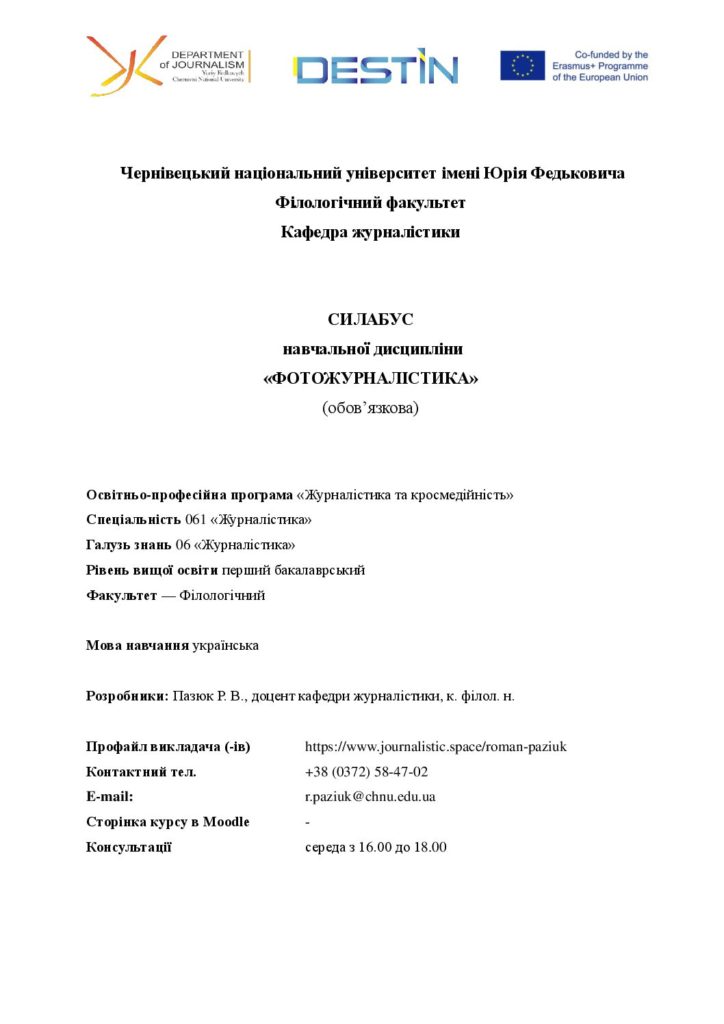 DEPARTMENT
of JOURNALISM
Yuriy Fedkovych
Chernivtsi National University
DESTIN
Co-funded by the
Erasmus+ Programme
of the European Union
Чернівецький національний університет імені Юрія Федьковича
Філологічний факультет
Кафедра журналістики
СИЛАБУС
навчальної дисципліни
«ФОТОЖУРНАЛІСТИКА»
(обов’язкова)
Освітньо-професійна програма «Журналістика та кросмедійність»
Спеціальність 061 «Журналістика»
Галузь знань 06 «Журналістика»
Рівень вищої освіти перший бакалаврський
Факультет — Філологічний
Мова навчання українська
Розробники: Пазюк Р. В., доцент кафедри журналістики, к. філол. н.
Профайл викладача (-ів) https://www.journalistic.space/roman-paziuk
Контактний тел. +38 (0372) 58-47-02
E-mail: r.paziuk@chnu.edu.ua
Сторінка курсу в Moodle -
Консультації середа з 16.00 до 18.00